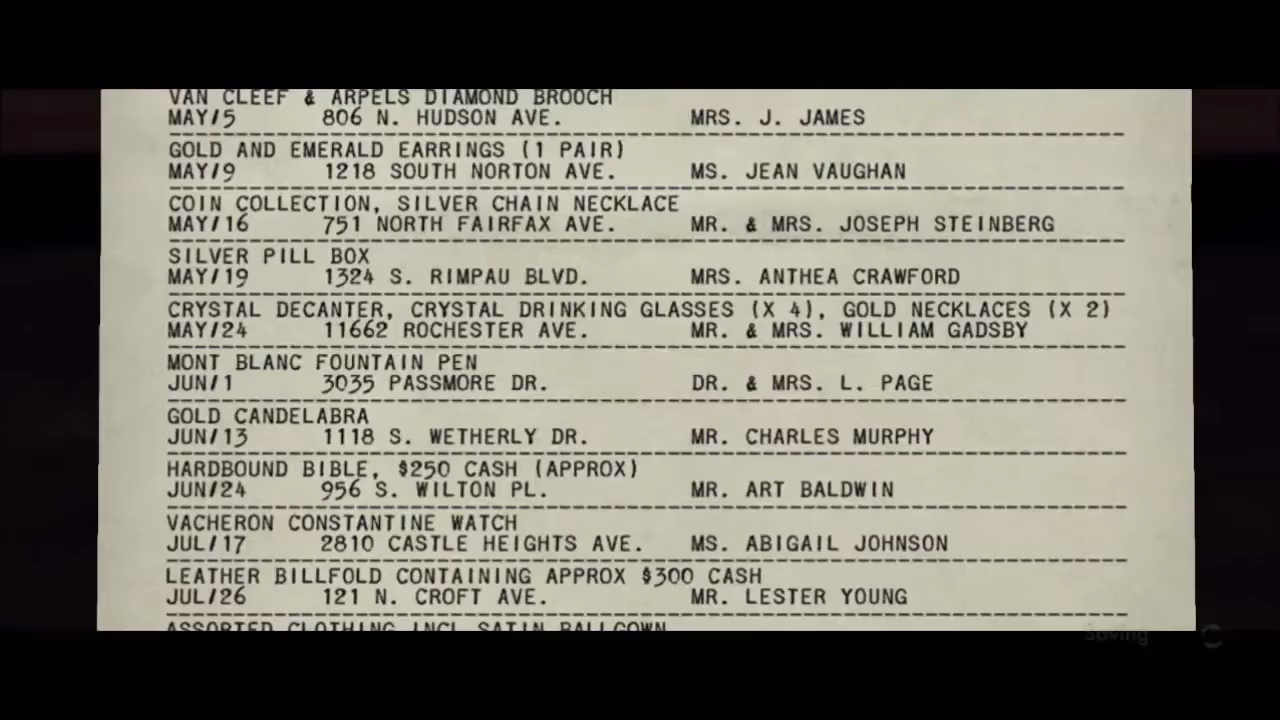 VAN CLEEF & ARPELS DIAMOND BROOCH
MAY/5 806 N. HUDSON AVE. MRS. J. JAMES
GOLD AND EMERALD EARRINGS (1 PAIR)
MAY/9 1218 SOUTH NORTON AVE. MS. JEAN VAUGHAN
COIN COLLECTION, SILVER CHAIN NECKLACE
MAY/16 751 NORTH FAIRFAX AVE. MR. & MRS. JOSEPH STEINBERG
SILVER PILL BOX
MAY/19 1324 S. RIMPAU BLVD. MRS. ANTHEA CRAWFORD
CRYSTAL DECANTER, CRYSTAL DRINKING GLASSES (X 4), GOLD NECKLACES (X 2)
MAY/24 11662 ROCHESTER AVE. MR. & MRS. WILLIAM GADSBY
MONT BLANC FOUNTAIN PEN
JUN/1 3035 PASSMORE DR. DR. & MRS. L. PAGE
GOLD CANDELABRA
JUN/13 1118 S. WETHERLY DR. MR. CHARLES MURPHY
HARDBOUND BIBLE, $250 CASH (APPROX)
JUN/24 956 S. WILTON PL. MR. ART BALDWIN
VACHERON CONSTANTINE WATCH
JUL/17 2810 CASTLE HEIGHTS AVE. MS. ABIGAIL JOHNSON
LEATHER BILLFOLD CONTAINING APPROX $300 CASH
JUL/26 121 N. CROFT AVE. MR. LESTER YOUNG
ASSORTED CLOTHING INCL SATIN BALLGOWN
Saving